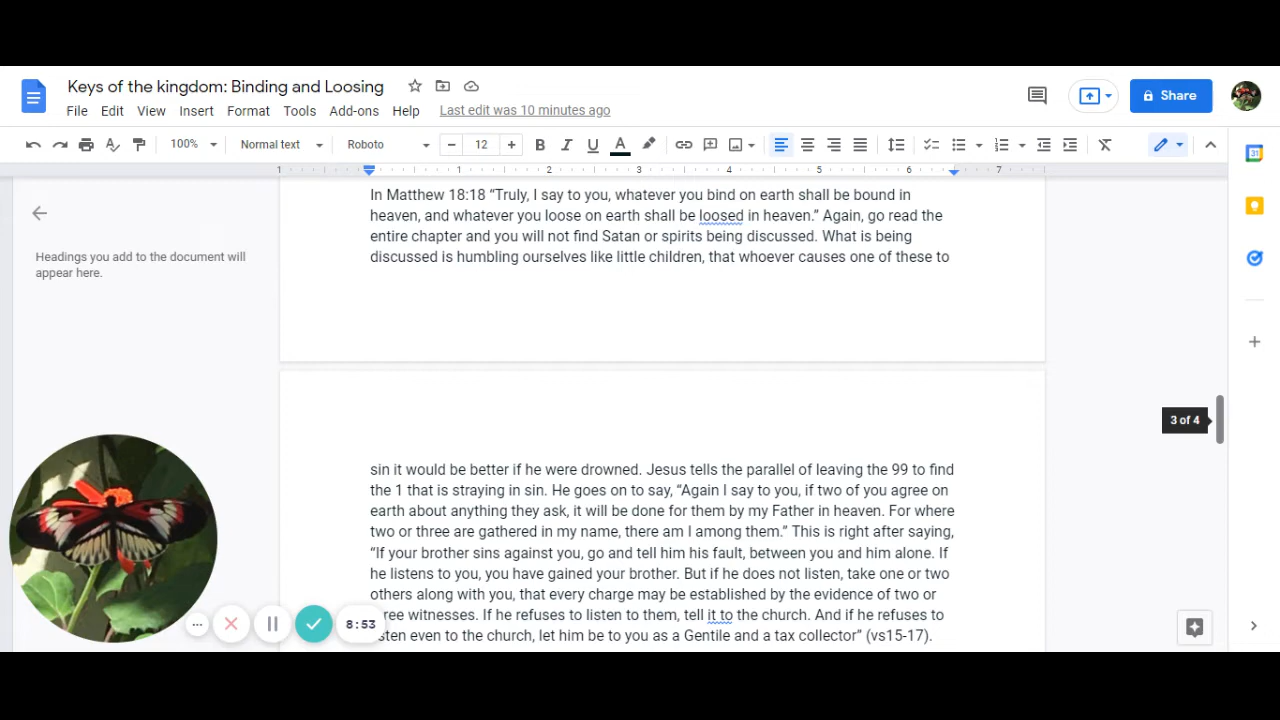 Keys of the kingdom: Binding and Loosing
File Edit View Insert Format Tools Add-ons Help Last edit was 10 minutes ago
Share
100% Normal text Roboto 12 B I U A
1 1 2 3 4 5 6 7
31
Headings you add to the document will
appear here.
In Matthew 18:18 “Truly, I say to you, whatever you bind on earth shall be bound in
heaven, and whatever you loose on earth shall be loosed in heaven.” Again, go read the
entire chapter and you will not find Satan or spirits being discussed. What is being
discussed is humbling ourselves like little children, that whoever causes one of these to
3 of 4
sin it would be better if he were drowned. Jesus tells the parallel of leaving the 99 to find
the 1 that is straying in sin. He goes on to say, “Again I say to you, if two of you agree on
earth about anything they ask, it will be done for them by my Father in heaven. For where
two or three are gathered in my name, there am I among them.” This is right after saying,
“If your brother sins against you, go and tell him his fault, between you and him alone. If
he listens to you, you have gained your brother. But if he does not listen, take one or two
others along with you, that every charge may be established by the evidence of two or
ree witnesses. If he refuses to listen to them, tell it to the church. And if he refuses to
sten even to the church, let him be to you as a Gentile and a tax collector” (vs15-17).
8:53